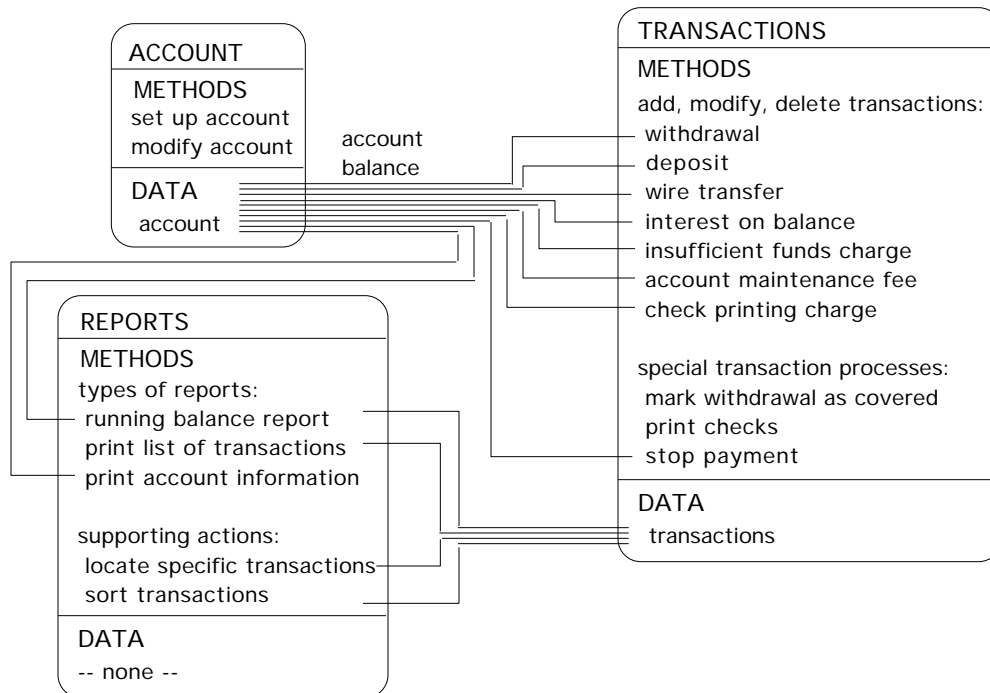 ACCOUNT
METHODS
set up account
modify account
DATA
account
account
balance
TRANSACTIONS
METHODS
add, modify, delete transactions:
withdrawal
deposit
wire transfer
interest on balance
insufficient funds charge
account maintenance fee
check printing charge
special transaction processes:
mark withdrawal as covered
print checks
stop payment
DATA
transactions
REPORTS
METHODS
types of reports:
running balance report
print list of transactions
print account information
supporting actions:
locate specific transactions
sort transactions
DATA
-- none --